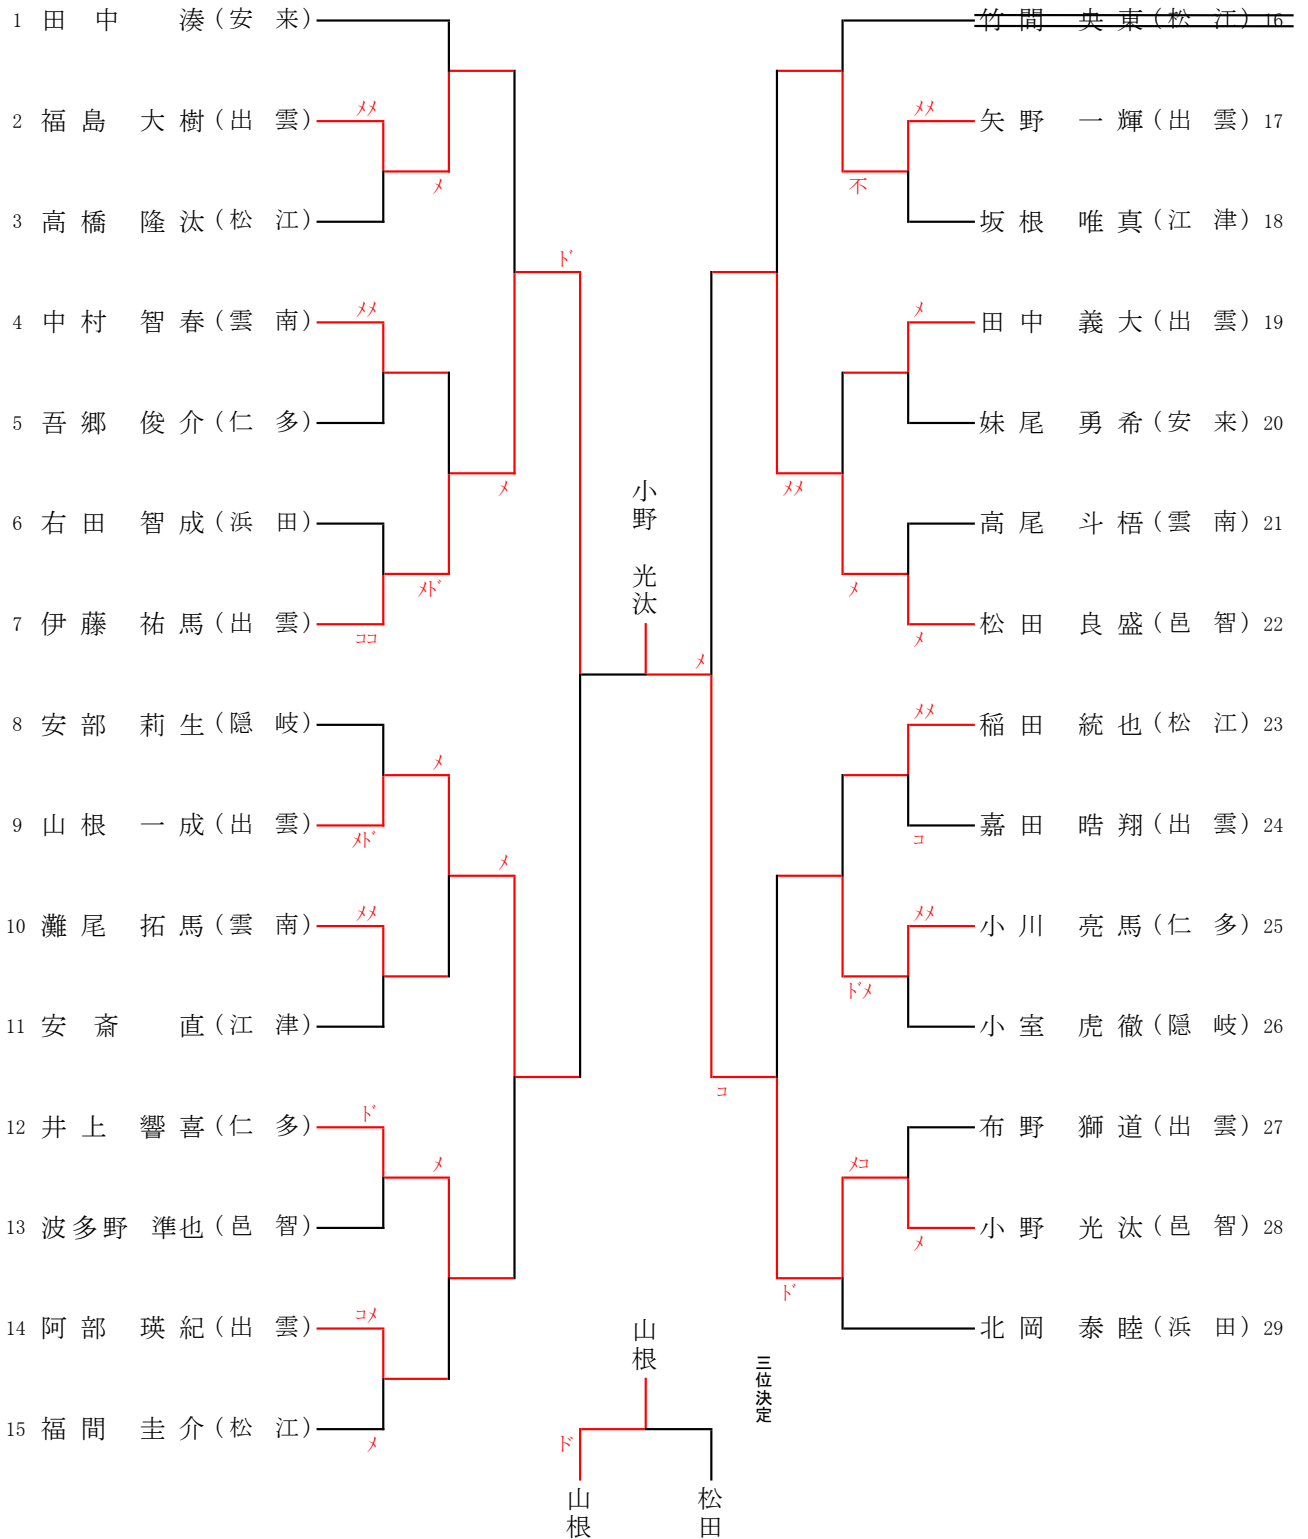 1 田中 湊(安来)
メメ
2 福島 大樹(出雲)
メ
3 高橋 隆汰(松江)
ド
メメ
4 中村 智春(雲南)
5 吾郷 俊介(仁多)
メ
6 右田 智成(浜田)
メド
7 伊藤 祐馬(出雲)
ココ
8 安部 莉生(隠岐)
メ
9 山根 一成(出雲)
メド
メ
メメ
10 灘尾 拓馬(雲南)
11 安斎 直(江津)
ド
12 井上 響喜(仁多)
メ
13 波多野 準也(邑智)
コメ
14 阿部 瑛紀(出雲)
15 福間 圭介(松江)
メ
小野 光汰
メ
竹間 央東(松江) 16
メメ
矢野 一輝(出雲) 17
不
坂根 唯真(江津) 18
メ
田中 義大(出雲) 19
妹尾 勇希(安来) 20
メメ
高尾 斗梧(雲南) 21
メ
松田 良盛(邑智) 22
メ
メメ
稲田 統也(松江) 23
嘉田 晧翔(出雲) 24
コ
メメ
小川 亮馬(仁多) 25
ドメ
小室 虎徹(隠岐) 26
コ
布野 獅道(出雲) 27
メコ
小野 光汰(邑智) 28
メ
ド
北岡 泰睦(浜田) 29
三位決定
山根
ド
山根
松田